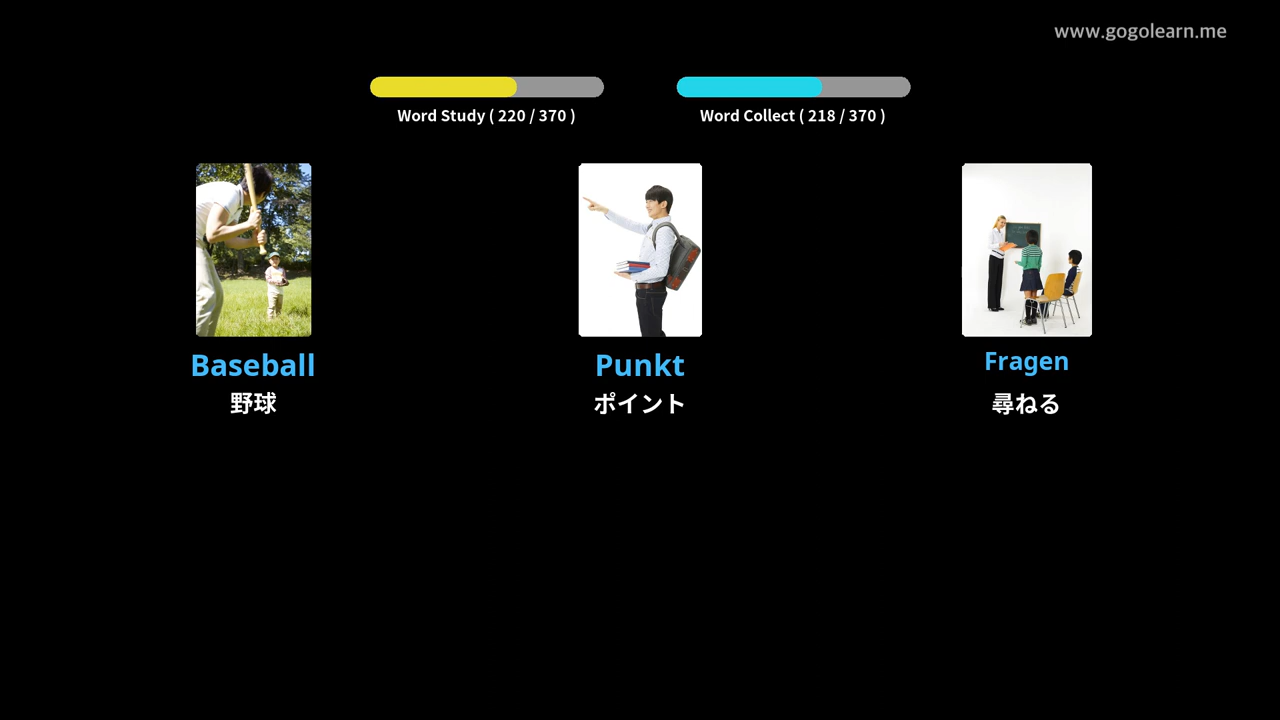 www.gogolearn.me
Word Study ( 220 / 370 )
Word Collect ( 218 / 370 )
Baseball
野球
Punkt
ポイント
Fragen
尋ねる